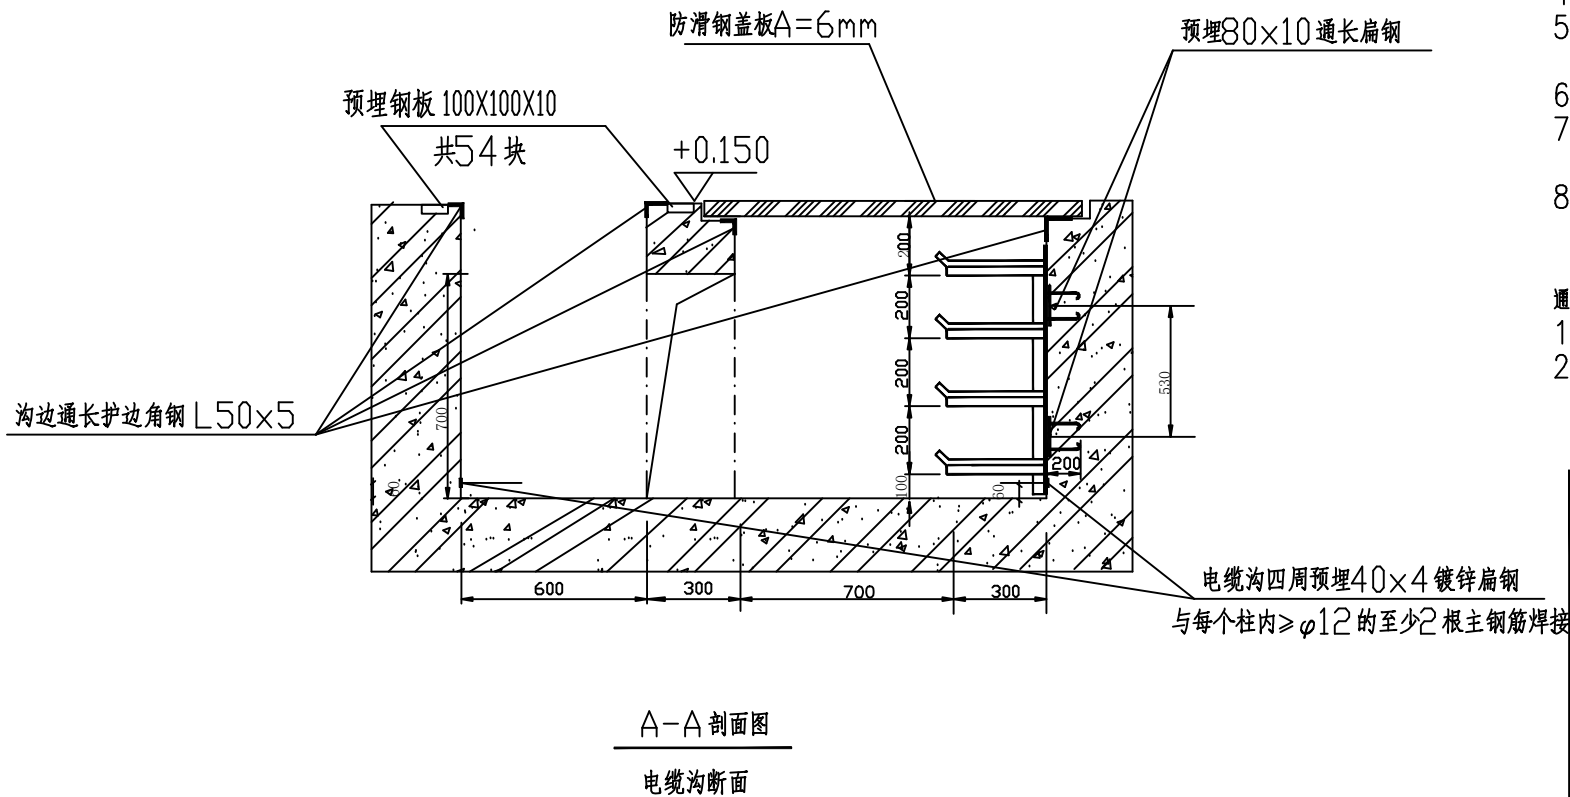 防滑钢盖板A=6mm
预埋80x10通长扁钢
5
预埋钢板 100X100X10
共54块
+0.150
6
7
8
200
200
200
200
100
700
60
60
530
200
通
1
2
沟边通长护边角钢 L50x5
600
300
700
300
电缆沟四周预埋40x4镀锌扁钢
与每个柱内≥φ12的至少2根主钢筋焊接
A-A 剖面图
电缆沟断面